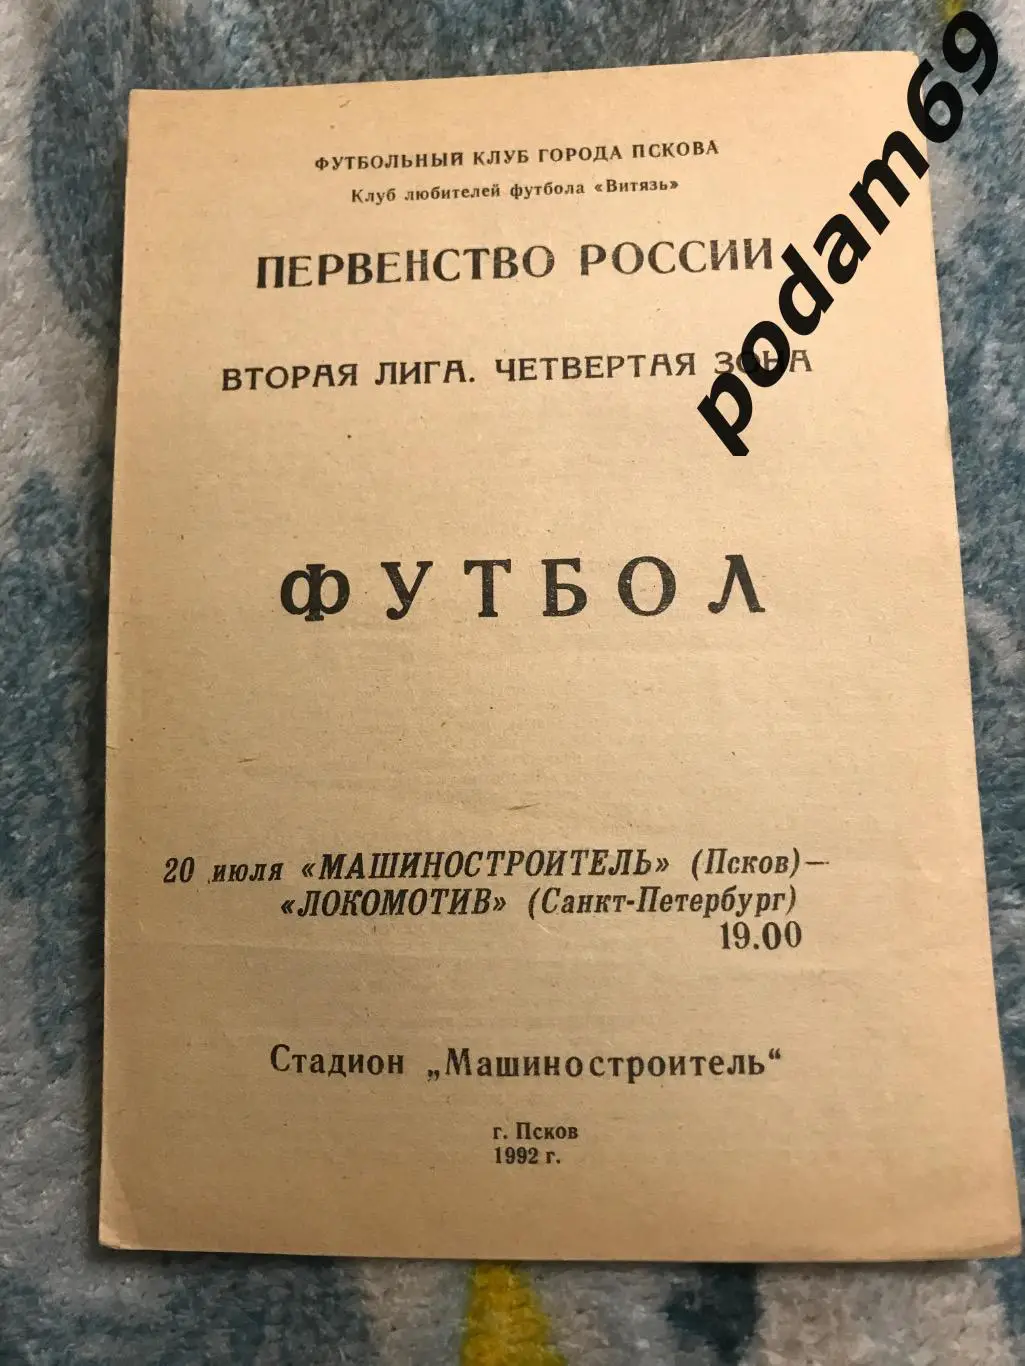 ФУТБОЛЬНЫЙ КЛУБ ГОРОДА ПСКОВА
Клуб любителей футбола «Витязь»
ПЕРВЕНСТВО РОССИИ
ВТОРАЯ ЛИГА. ЧЕТВЕРТАЯ ЗОНА
ФУТБОЛ
20 июля «МАШИНОСТРОИТЕЛЬ» (Псков)—
«ЛОКОМОТИВ» (Санкт-Петербург)
19.00
Стадион „Машиностроитель“
г. Псков
1992 г.
podam69